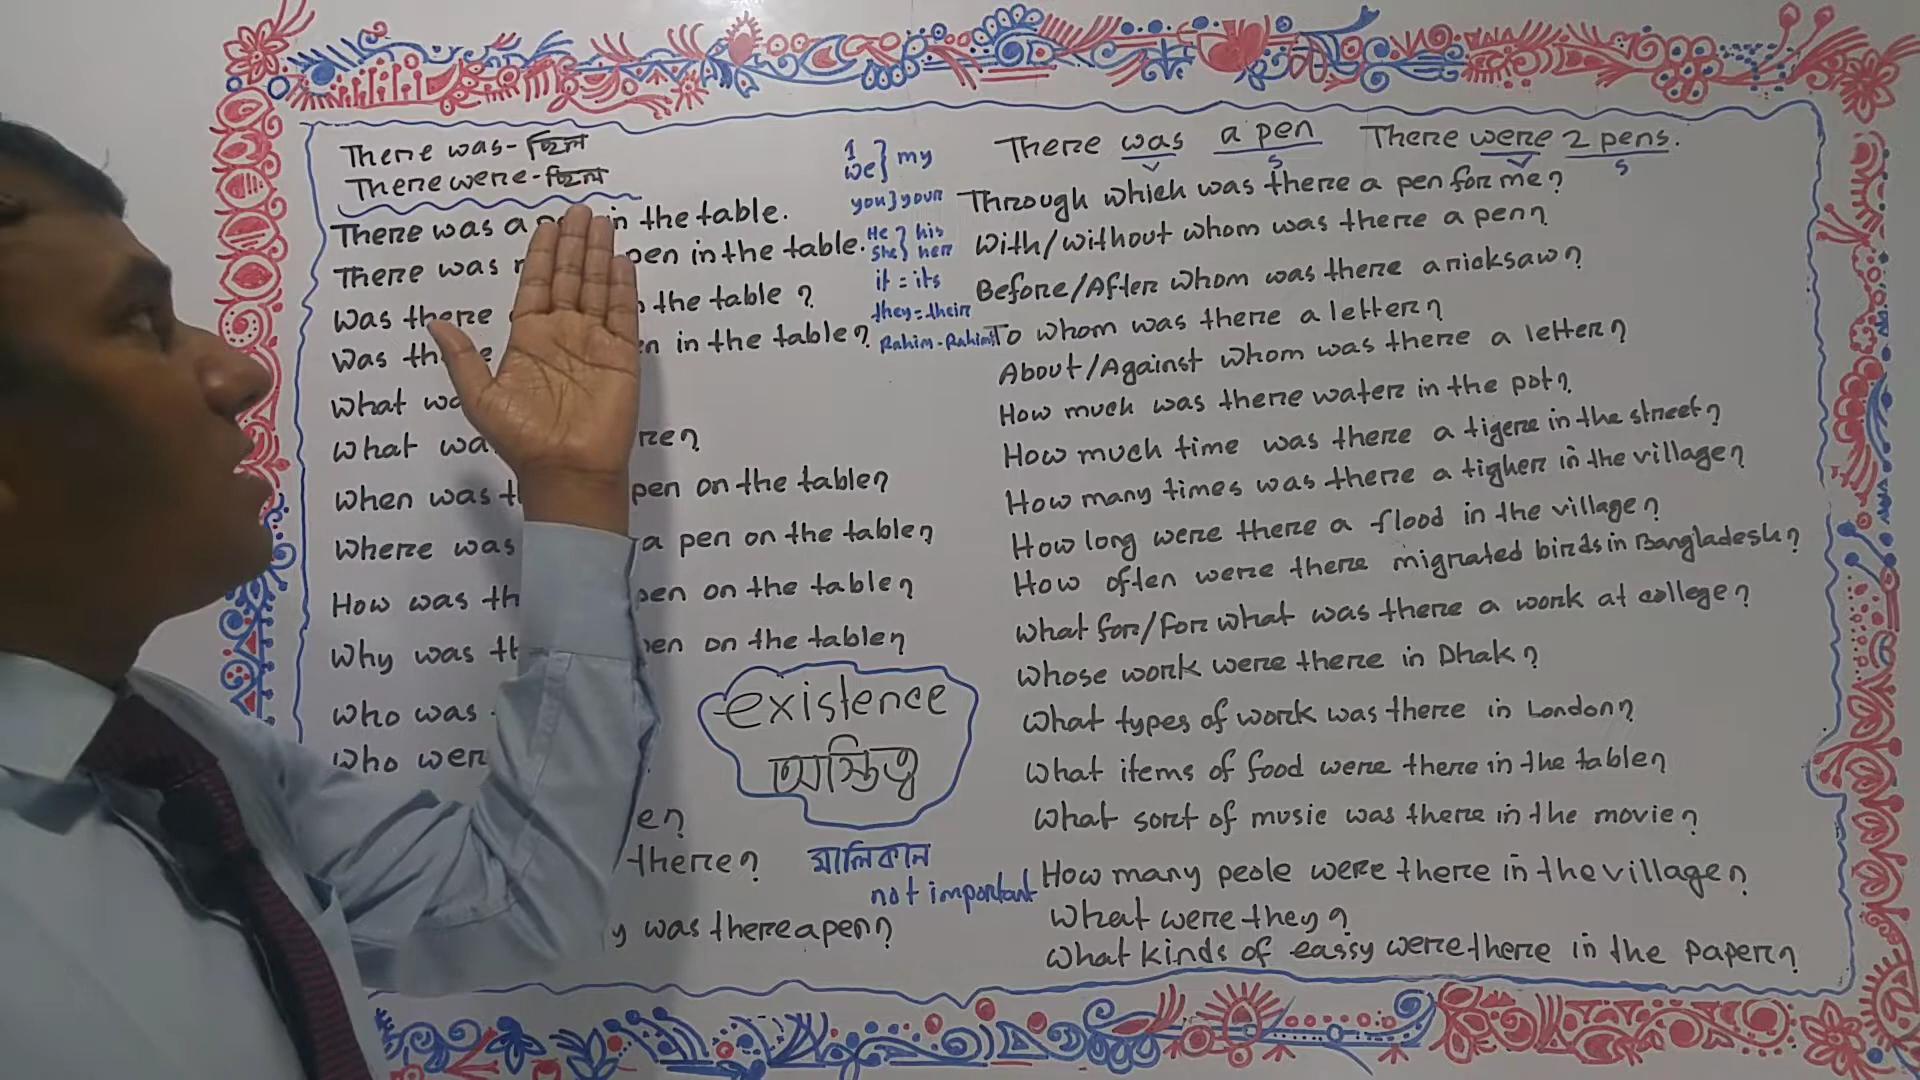 There was - ছিল
There were - ছিল
There was a in the table.
There was pen in the table.
Was there the table?
Was in the table?
What
What
When was pen on the table?
Where was a pen on the table?
How was on the table?
Why was on the table?
Who was
Who
there?
was there a pen?
I
we } my
you } your
He } his
She } her
it = its
they = their
Rahim - Rahim's
existence
অস্তিত্ব
মালিকান
not important
There was a pen There were 2 pens.
S S
Through which was there a pen for me?
With/without whom was there a pen?
Before/After whom was there a ricksaw?
To whom was there a letter?
About/Against whom was there a letter?
How much was there water in the pot?
How much time was there a tigere in the street?
How many times was there a tigher in the village?
How long were there a flood in the village?
How often were there migrated birds in Bangladesh?
What for/for what was there a work at college?
Whose work were there in Dhak?
What types of work was there in London?
What items of food were there in the table?
What sort of music was there in the movie?
How many peole were there in the village?
What were they?
What kinds of eassy were there in the paper?